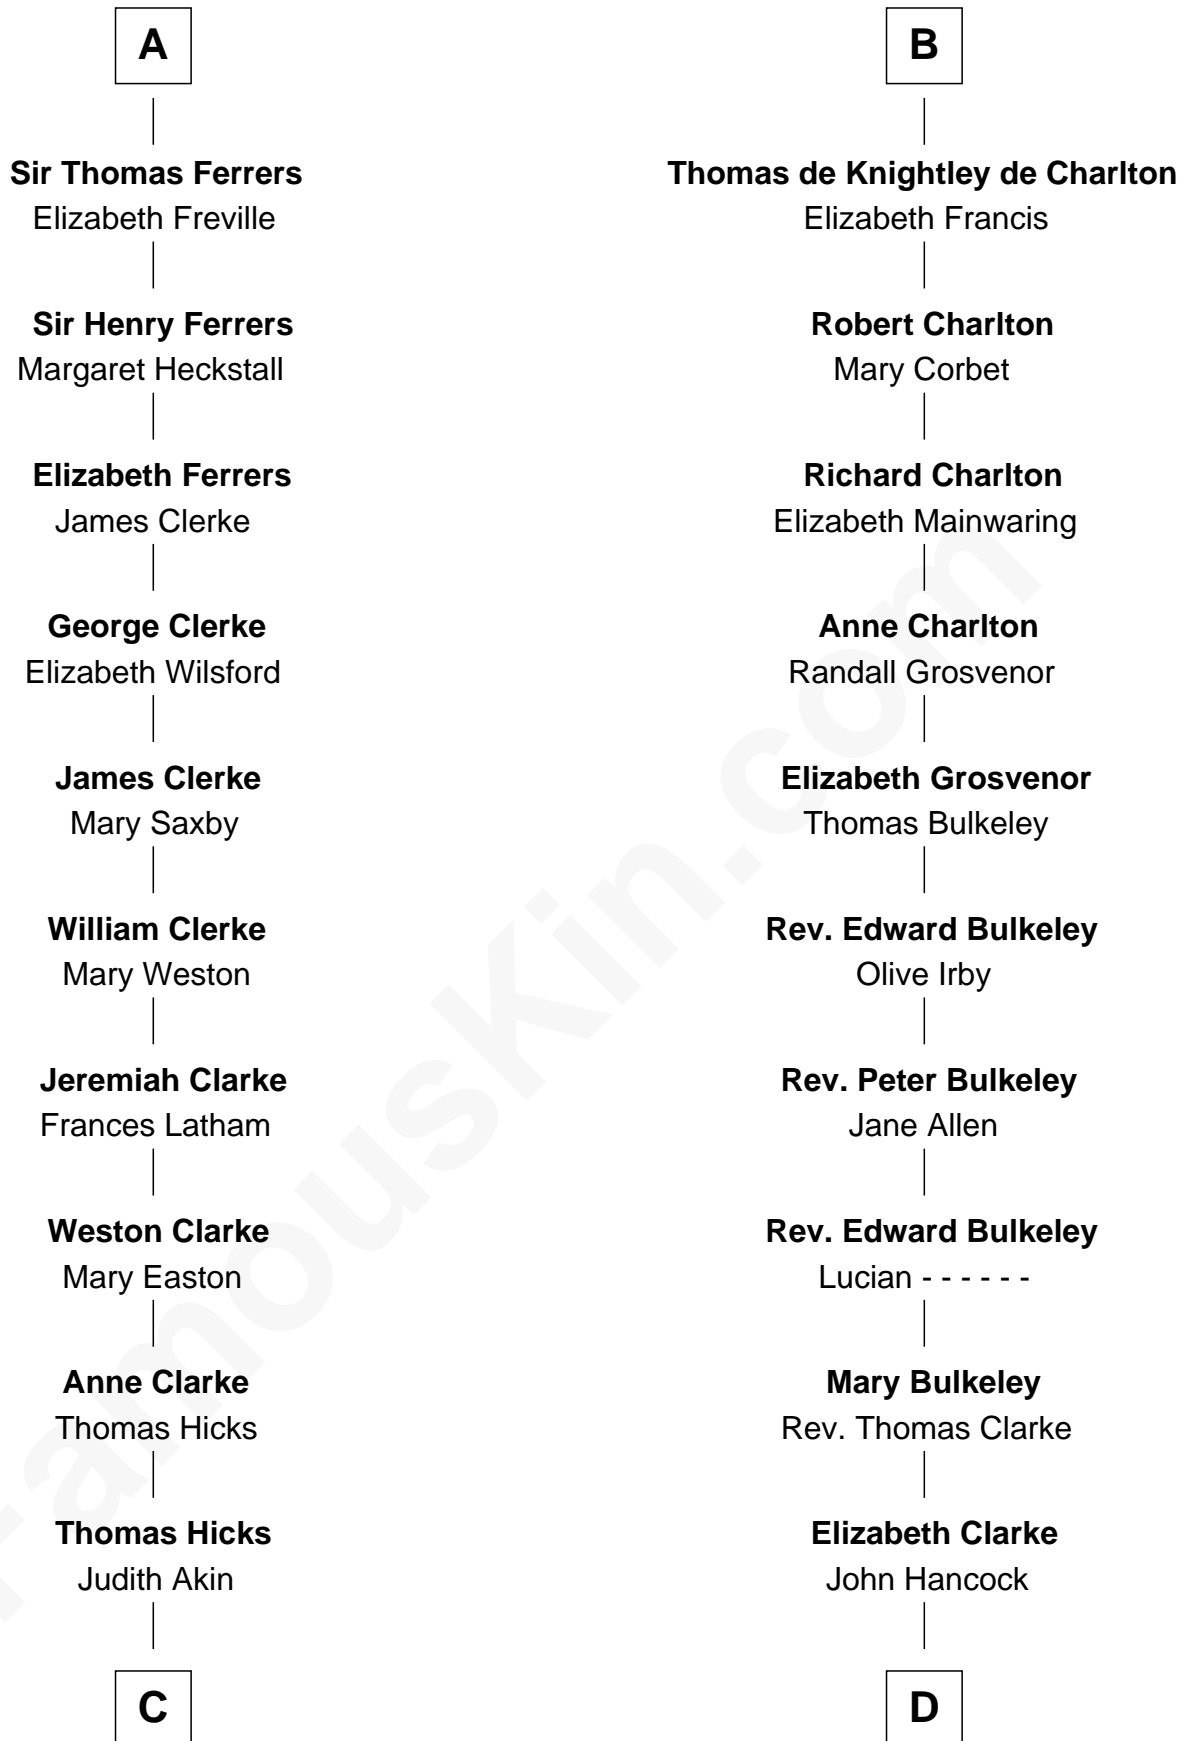 A
Sir Thomas Ferrers
Elizabeth Freville
Sir Henry Ferrers
Margaret Heckstall
Elizabeth Ferrers
James Clerke
George Clerke
Elizabeth Wilsford
James Clerke
Mary Saxby
William Clerke
Mary Weston
Jeremiah Clarke
Frances Latham
Weston Clarke
Mary Easton
Anne Clarke
Thomas Hicks
Thomas Hicks
Judith Akin
C
B
Thomas de Knightley de Charlton
Elizabeth Francis
Robert Charlton
Mary Corbet
Richard Charlton
Elizabeth Mainwaring
Anne Charlton
Randall Grosvenor
Elizabeth Grosvenor
Thomas Bulkeley
Rev. Edward Bulkeley
Olive Irby
Rev. Peter Bulkeley
Jane Allen
Rev. Edward Bulkeley
Lucian - - - - - -
Mary Bulkeley
Rev. Thomas Clarke
Elizabeth Clarke
John Hancock
D
FamousKin.com